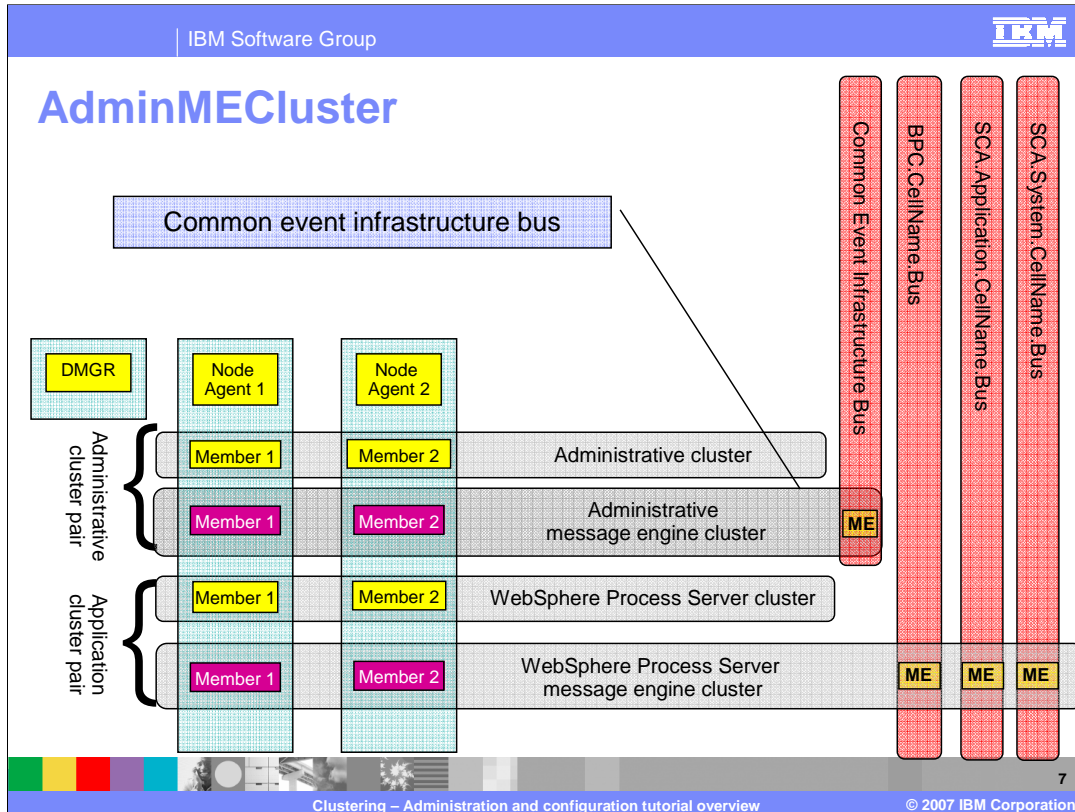 IBM Software Group
IBM
AdminMECluster
Common event infrastructure bus
Common Event Infrastructure Bus
BPC.CellName.Bus
SCA.Application.CellName.Bus
SCA.System.CellName.Bus
DMGR
Node
Agent 1
Node
Agent 2
Administrative
cluster pair
Member 1
Member 2
Administrative cluster
Member 1
Member 2
Administrative
message engine cluster
ME
Application
cluster pair
Member 1
Member 2
WebSphere Process Server cluster
Member 1
Member 2
WebSphere Process Server
message engine cluster
ME
ME
ME
7
Clustering – Administration and configuration tutorial overview
© 2007 IBM Corporation